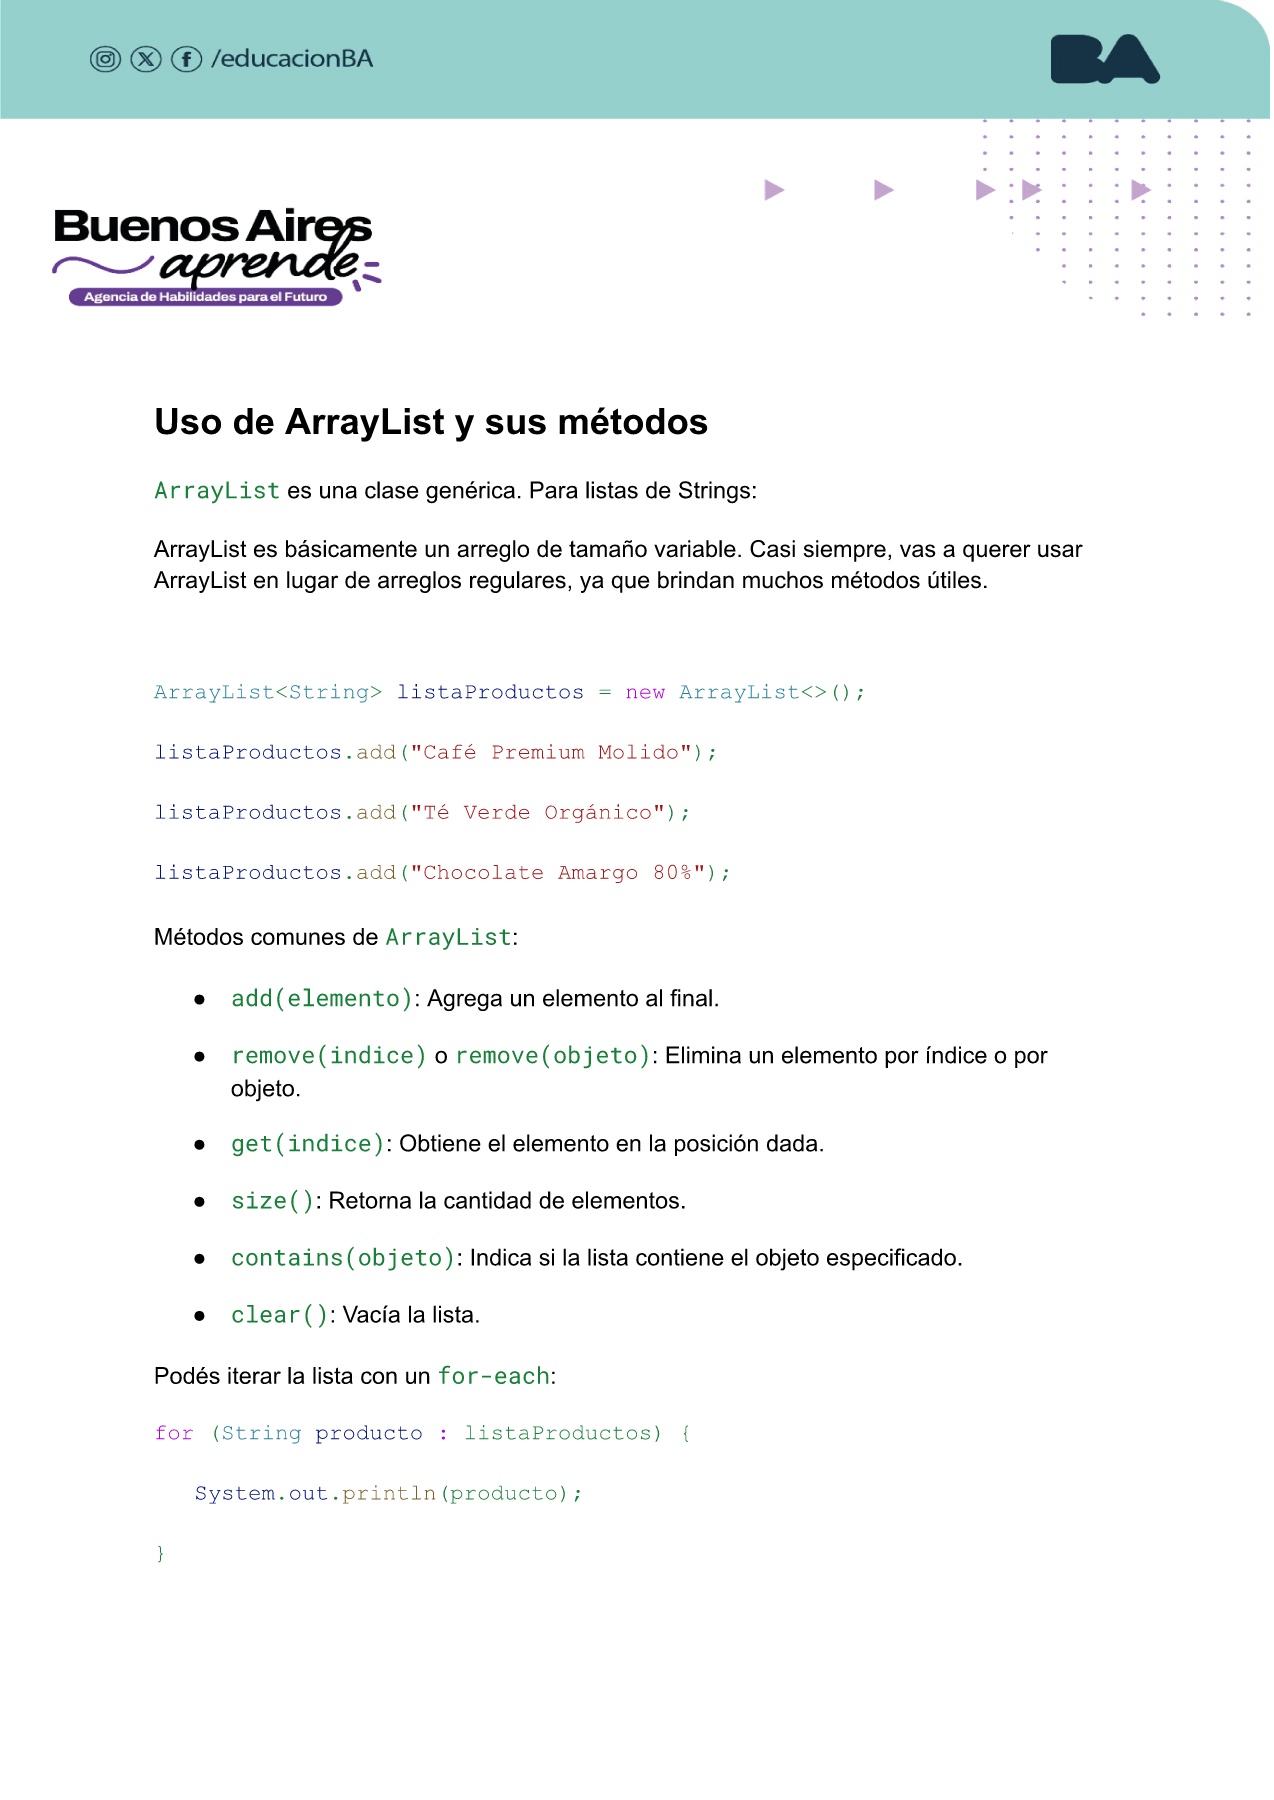 /educacionBA
BA
Buenos Aires
aprende
Agencia de Habilidades para el Futuro
Uso de ArrayList y sus métodos
ArrayList es una clase genérica. Para listas de Strings:
ArrayList es básicamente un arreglo de tamaño variable. Casi siempre, vas a querer usar
ArrayList en lugar de arreglos regulares, ya que brindan muchos métodos útiles.
ArrayList<String> listaProductos = new ArrayList<>();
listaProductos.add("Café Premium Molido");
listaProductos.add("Té Verde Orgánico");
listaProductos.add("Chocolate Amargo 80%");
Métodos comunes de ArrayList:
● add(elemento): Agrega un elemento al final.
● remove(indice) o remove(objeto): Elimina un elemento por índice o por
objeto.
● get(indice): Obtiene el elemento en la posición dada.
● size(): Retorna la cantidad de elementos.
● contains(objeto): Indica si la lista contiene el objeto especificado.
● clear(): Vacía la lista.
Podés iterar la lista con un for-each:
for (String producto : listaProductos) {
System.out.println(producto);
}